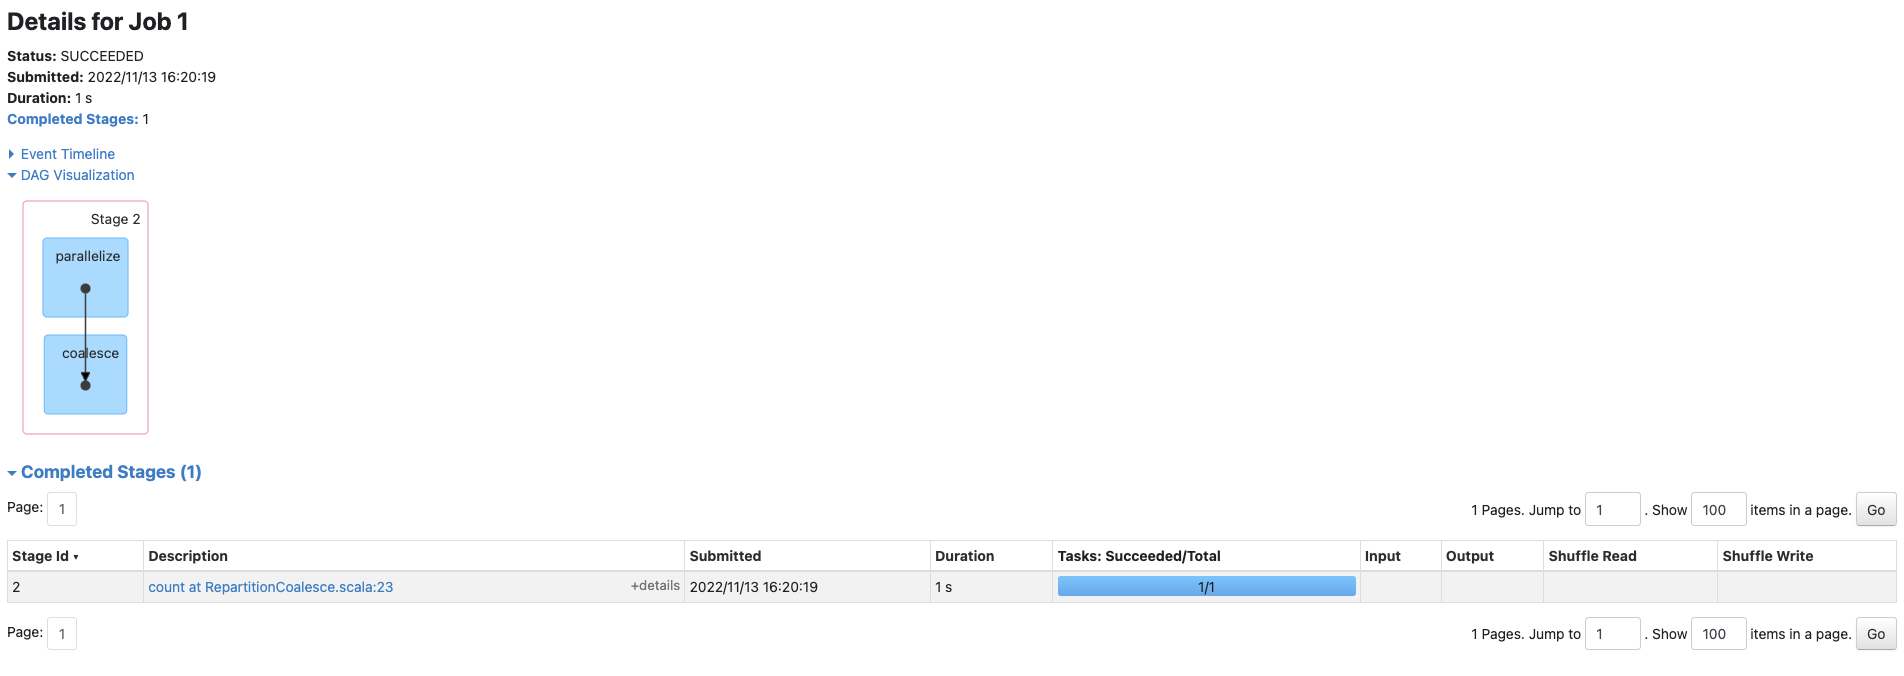 Details for Job 1
Status: SUCCEEDED
Submitted: 2022/11/13 16:20:19
Duration: 1 s
Completed Stages: 1
Event Timeline
DAG Visualization
Stage 2
parallelize
coalesce
Completed Stages (1)
Page: 1 1 Pages. Jump to 1 . Show 100 items in a page. Go
Stage Id Description Submitted Duration Tasks: Succeeded/Total Input Output Shuffle Read Shuffle Write
2 count at RepartitionCoalesce.scala:23 +details 2022/11/13 16:20:19 1 s 1/1
Page: 1 1 Pages. Jump to 1 . Show 100 items in a page. Go